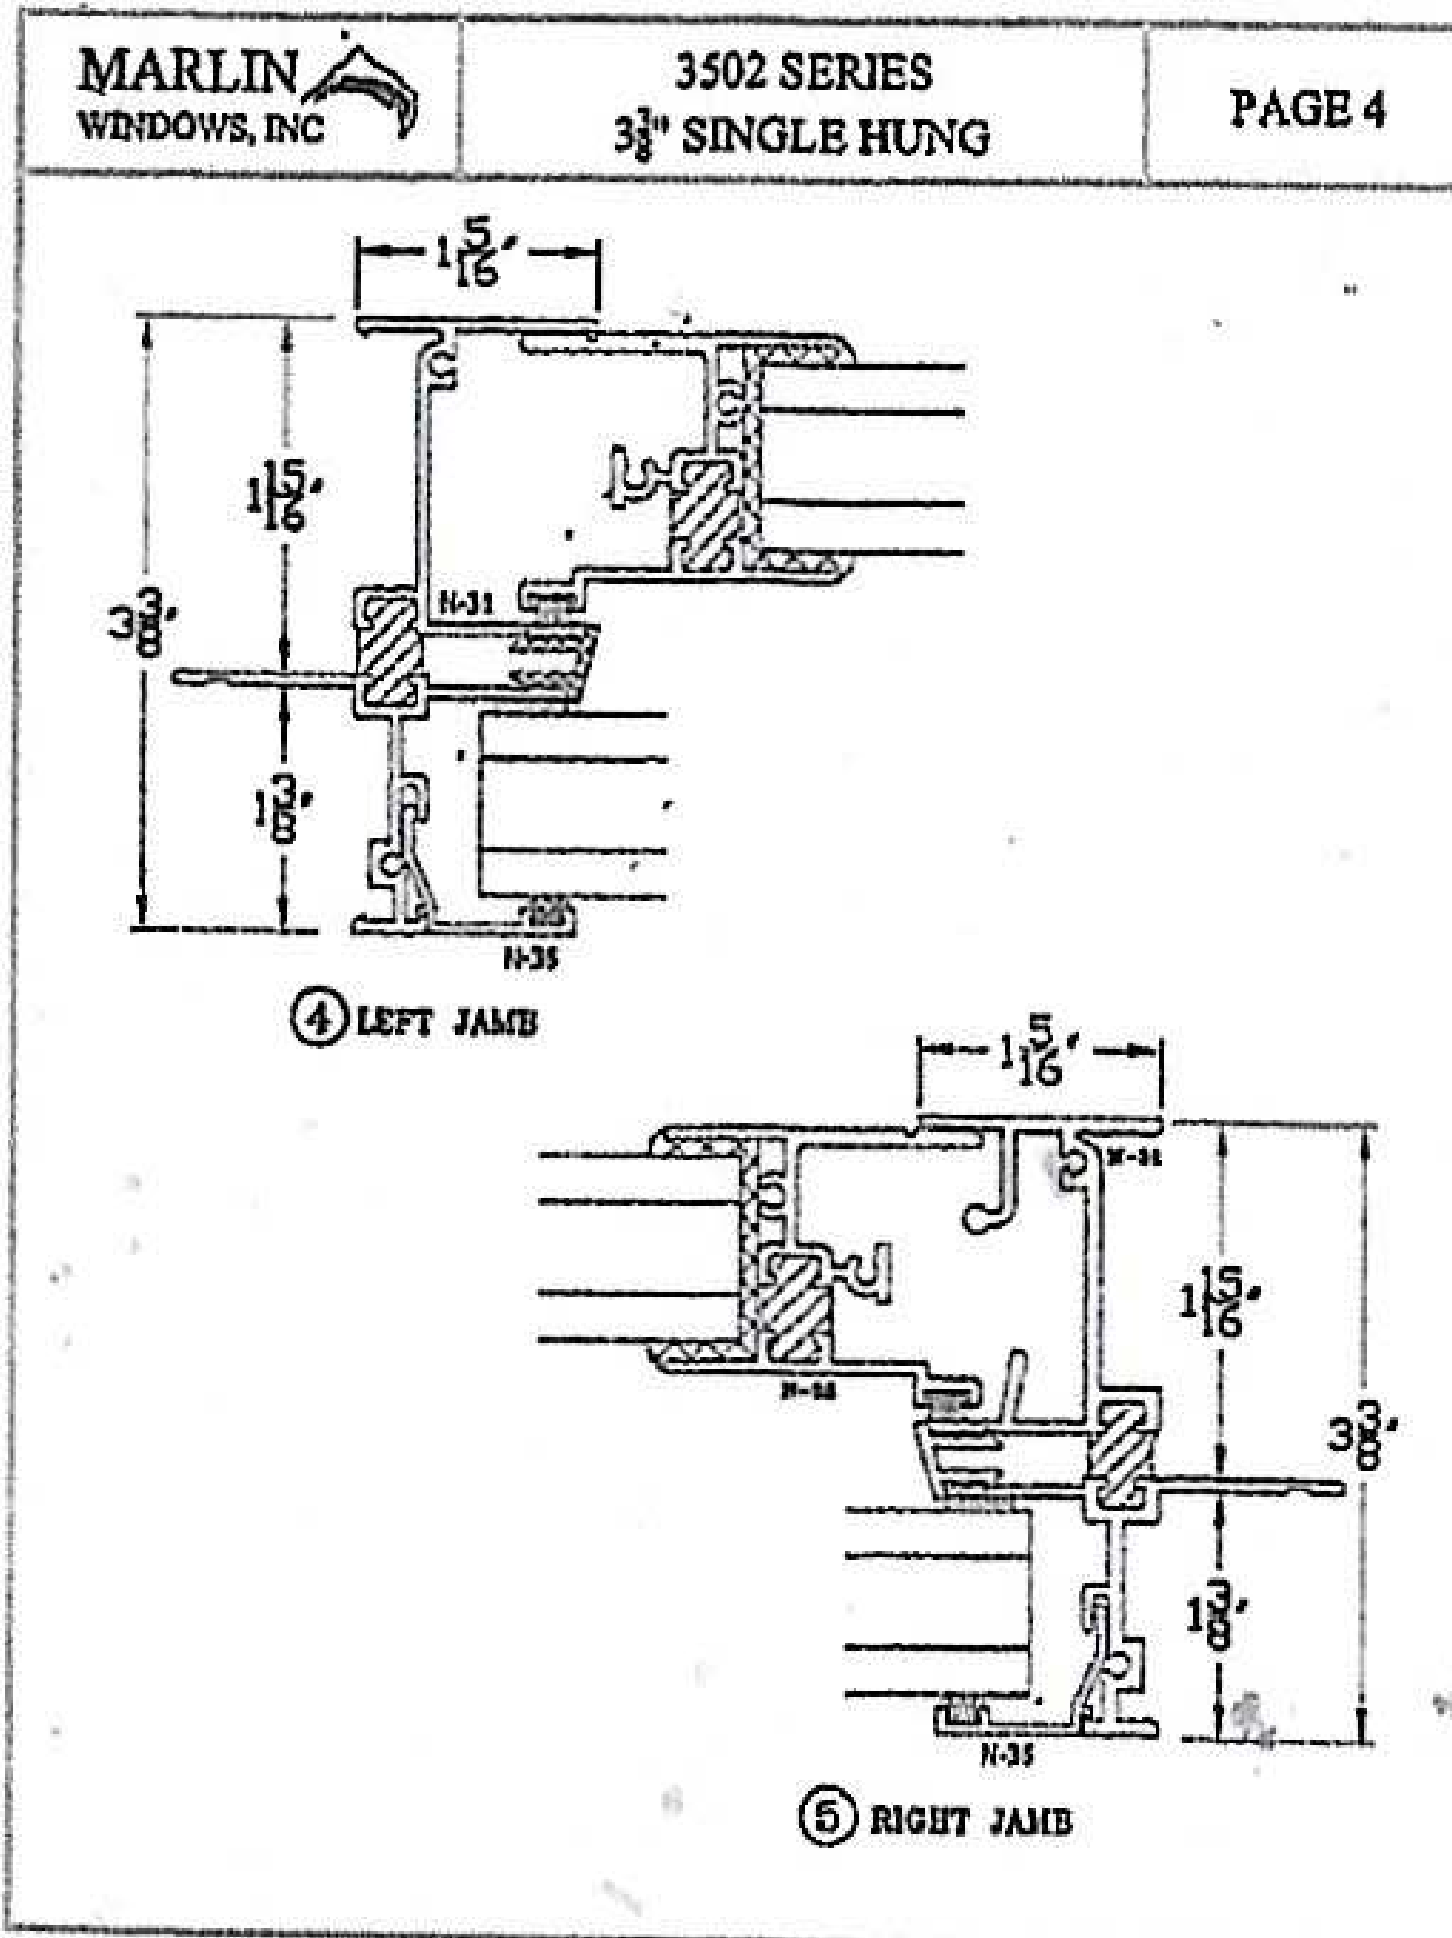 MARLIN
WINDOWS, INC
3502 SERIES
3 3/8" SINGLE HUNG
PAGE 4
1 5/16"
1 15/16"
3 3/8"
N-31
1 3/8"
N-35
4 LEFT JAMB
1 5/16"
1 15/16"
3 3/8"
1 3/8"
N-35
5 RIGHT JAMB